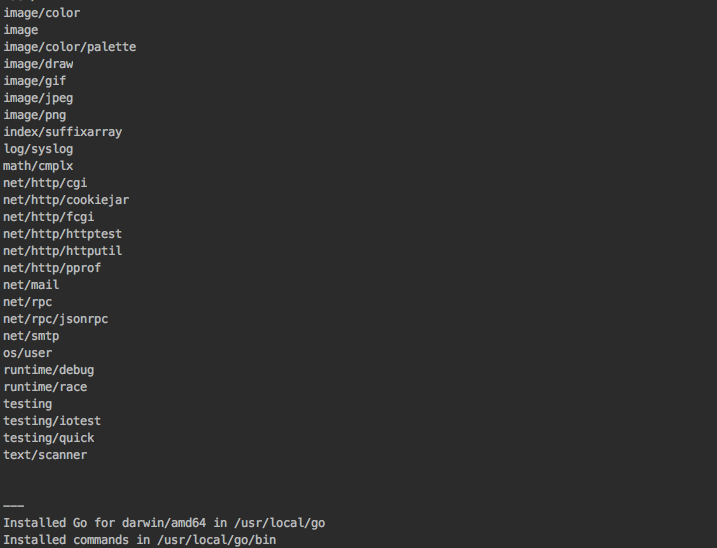 image/color
image
image/color/palette
image/draw
image/gif
image/jpeg
image/png
index/suffixarray
log/syslog
math/cmplx
net/http/cgi
net/http/cookiejar
net/http/fcgi
net/http/httptest
net/http/httputil
net/http/pprof
net/mail
net/rpc
net/rpc/jsonrpc
net/smtp
os/user
runtime/debug
runtime/race
testing
testing/iotest
testing/quick
text/scanner
---
Installed Go for darwin/amd64 in /usr/local/go
Installed commands in /usr/local/go/bin